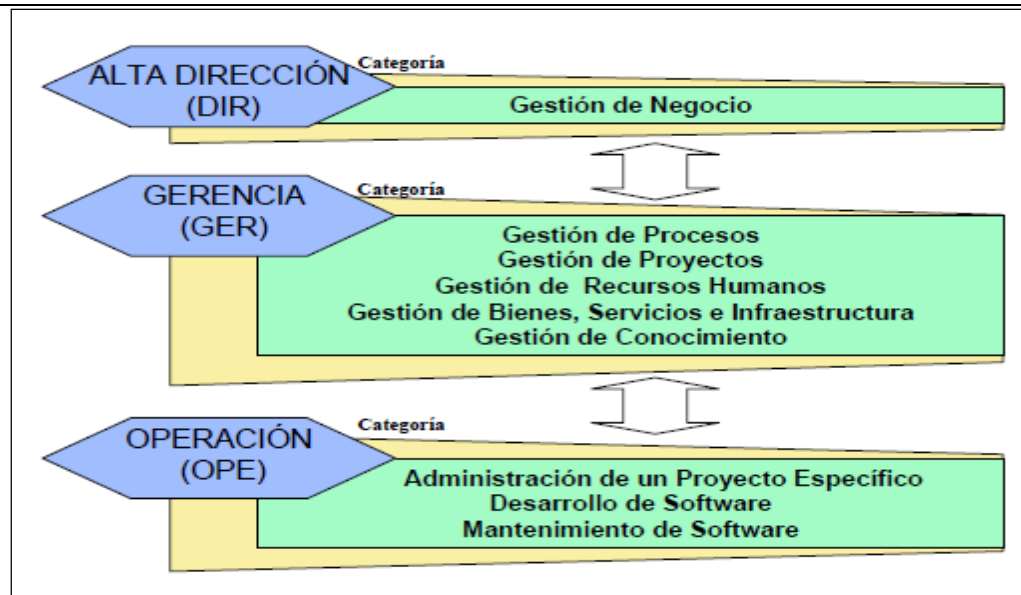 Categoría
ALTA DIRECCIÓN
(DIR)
Gestión de Negocio
Categoría
GERENCIA
(GER)
Gestión de Procesos
Gestión de Proyectos
Gestión de Recursos Humanos
Gestión de Bienes, Servicios e Infraestructura
Gestión de Conocimiento
Categoría
OPERACIÓN
(OPE)
Administración de un Proyecto Específico
Desarrollo de Software
Mantenimiento de Software